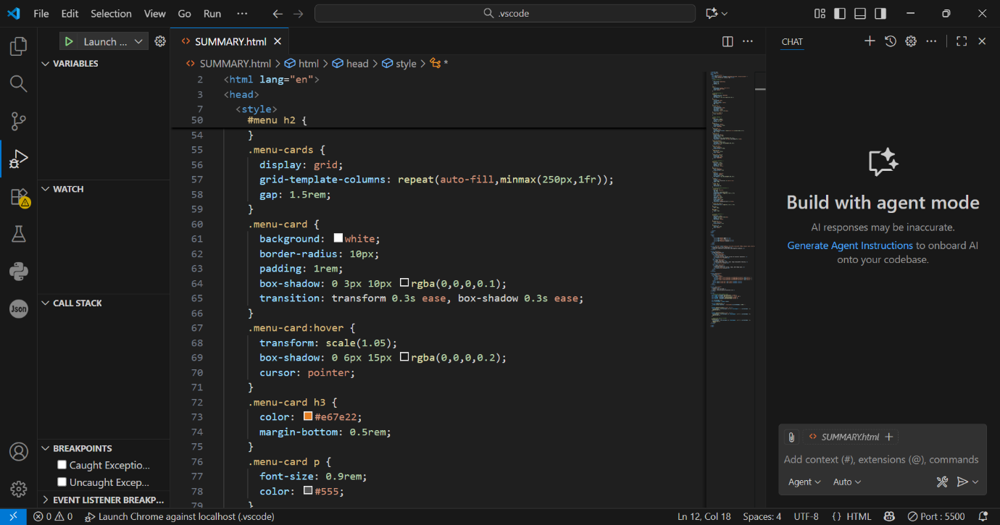 File Edit Selection View Go Run ··· .vscode
Launch ...
VARIABLES
WATCH
CALL STACK
BREAKPOINTS
Caught Exceptio...
Uncaught Excep...
EVENT LISTENER BREAKP...
Json
SUMMARY.html
SUMMARY.html > html > head > style > *
2 <html lang="en">
3 <head>
7 <style>
50 #menu h2 {
54 }
55 .menu-cards {
56 display: grid;
57 grid-template-columns: repeat(auto-fill,minmax(250px,1fr));
58 gap: 1.5rem;
59 }
60 .menu-card {
61 background: white;
62 border-radius: 10px;
63 padding: 1rem;
64 box-shadow: 0 3px 10px rgba(0,0,0,0.1);
65 transition: transform 0.3s ease, box-shadow 0.3s ease;
66 }
67 .menu-card:hover {
68 transform: scale(1.05);
69 box-shadow: 0 6px 15px rgba(0,0,0,0.2);
70 cursor: pointer;
71 }
72 .menu-card h3 {
73 color: #e67e22;
74 margin-bottom: 0.5rem;
75 }
76 .menu-card p {
77 font-size: 0.9rem;
78 color: #555;
79 }
CHAT
Build with agent mode
AI responses may be inaccurate.
Generate Agent Instructions to onboard AI
onto your codebase.
SUMMARY.html
Add context (#), extensions (@), commands
Agent Auto
0 0 Launch Chrome against localhost (.vscode) Ln 12, Col 18 Spaces: 4 UTF-8 {} HTML Port : 5500